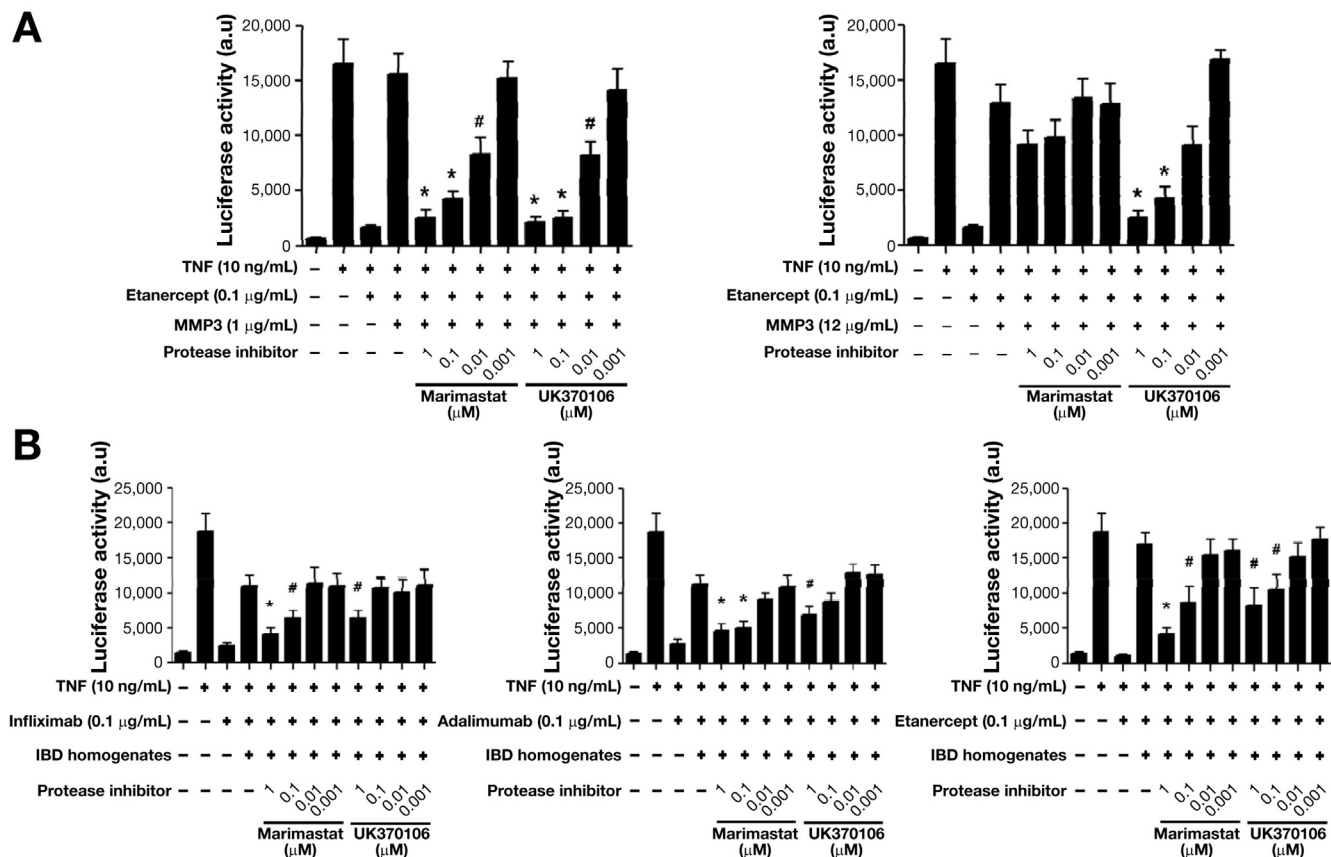 A
Luciferase activity (a.u)
20,000
15,000
10,000
5,000
0
* * # * * #
TNF (10 ng/mL) – + + + + + + + + + + +
Etanercept (0.1 μg/mL) – – + + + + + + + + + +
MMP3 (1 μg/mL) – – – + + + + + + + + +
Protease inhibitor – – – – 1 0.1 0.01 0.001 1 0.1 0.01 0.001
Marimastat (μM) UK370106 (μM)
Luciferase activity (a.u)
20,000
15,000
10,000
5,000
0
* *
TNF (10 ng/mL) – + + + + + + + + + + +
Etanercept (0.1 μg/mL) – – + + + + + + + + + +
MMP3 (12 μg/mL) – – – + + + + + + + + +
Protease inhibitor – – – – 1 0.1 0.01 0.001 1 0.1 0.01 0.001
Marimastat (μM) UK370106 (μM)
B
Luciferase activity (a.u)
25,000
20,000
15,000
10,000
5,000
0
* # #
TNF (10 ng/mL) – + + + + + + + + + + +
Infliximab (0.1 μg/mL) – – + + + + + + + + + +
IBD homogenates – – – + + + + + + + + +
Protease inhibitor – – – – 1 0.1 0.01 0.001 1 0.1 0.01 0.001
Marimastat (μM) UK370106 (μM)
Luciferase activity (a.u)
25,000
20,000
15,000
10,000
5,000
0
* * #
TNF (10 ng/mL) – + + + + + + + + + + +
Adalimumab (0.1 μg/mL) – – + + + + + + + + + +
IBD homogenates – – – + + + + + + + + +
Protease inhibitor – – – – 1 0.1 0.01 0.001 1 0.1 0.01 0.001
Marimastat (μM) UK370106 (μM)
Luciferase activity (a.u)
25,000
20,000
15,000
10,000
5,000
0
* # # #
TNF (10 ng/mL) – + + + + + + + + + + +
Etanercept (0.1 μg/mL) – – + + + + + + + + + +
IBD homogenates – – – + + + + + + + + +
Protease inhibitor – – – – 1 0.1 0.01 0.001 1 0.1 0.01 0.001
Marimastat (μM) UK370106 (μM)